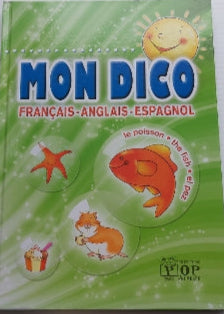 MON DICO
FRANÇAIS-ANGLAIS-ESPAGNOL
le poisson • the fish • el pez